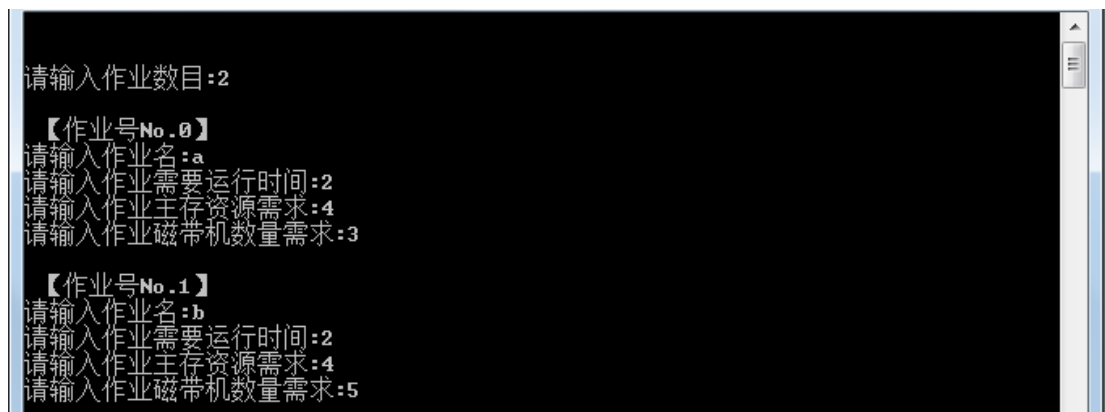 请输入作业数目:2
【作业号No.0】
请输入作业名:a
请输入作业需要运行时间:2
请输入作业主存资源需求:4
请输入作业磁带机数量需求:3
【作业号No.1】
请输入作业名:b
请输入作业需要运行时间:2
请输入作业主存资源需求:4
请输入作业磁带机数量需求:5